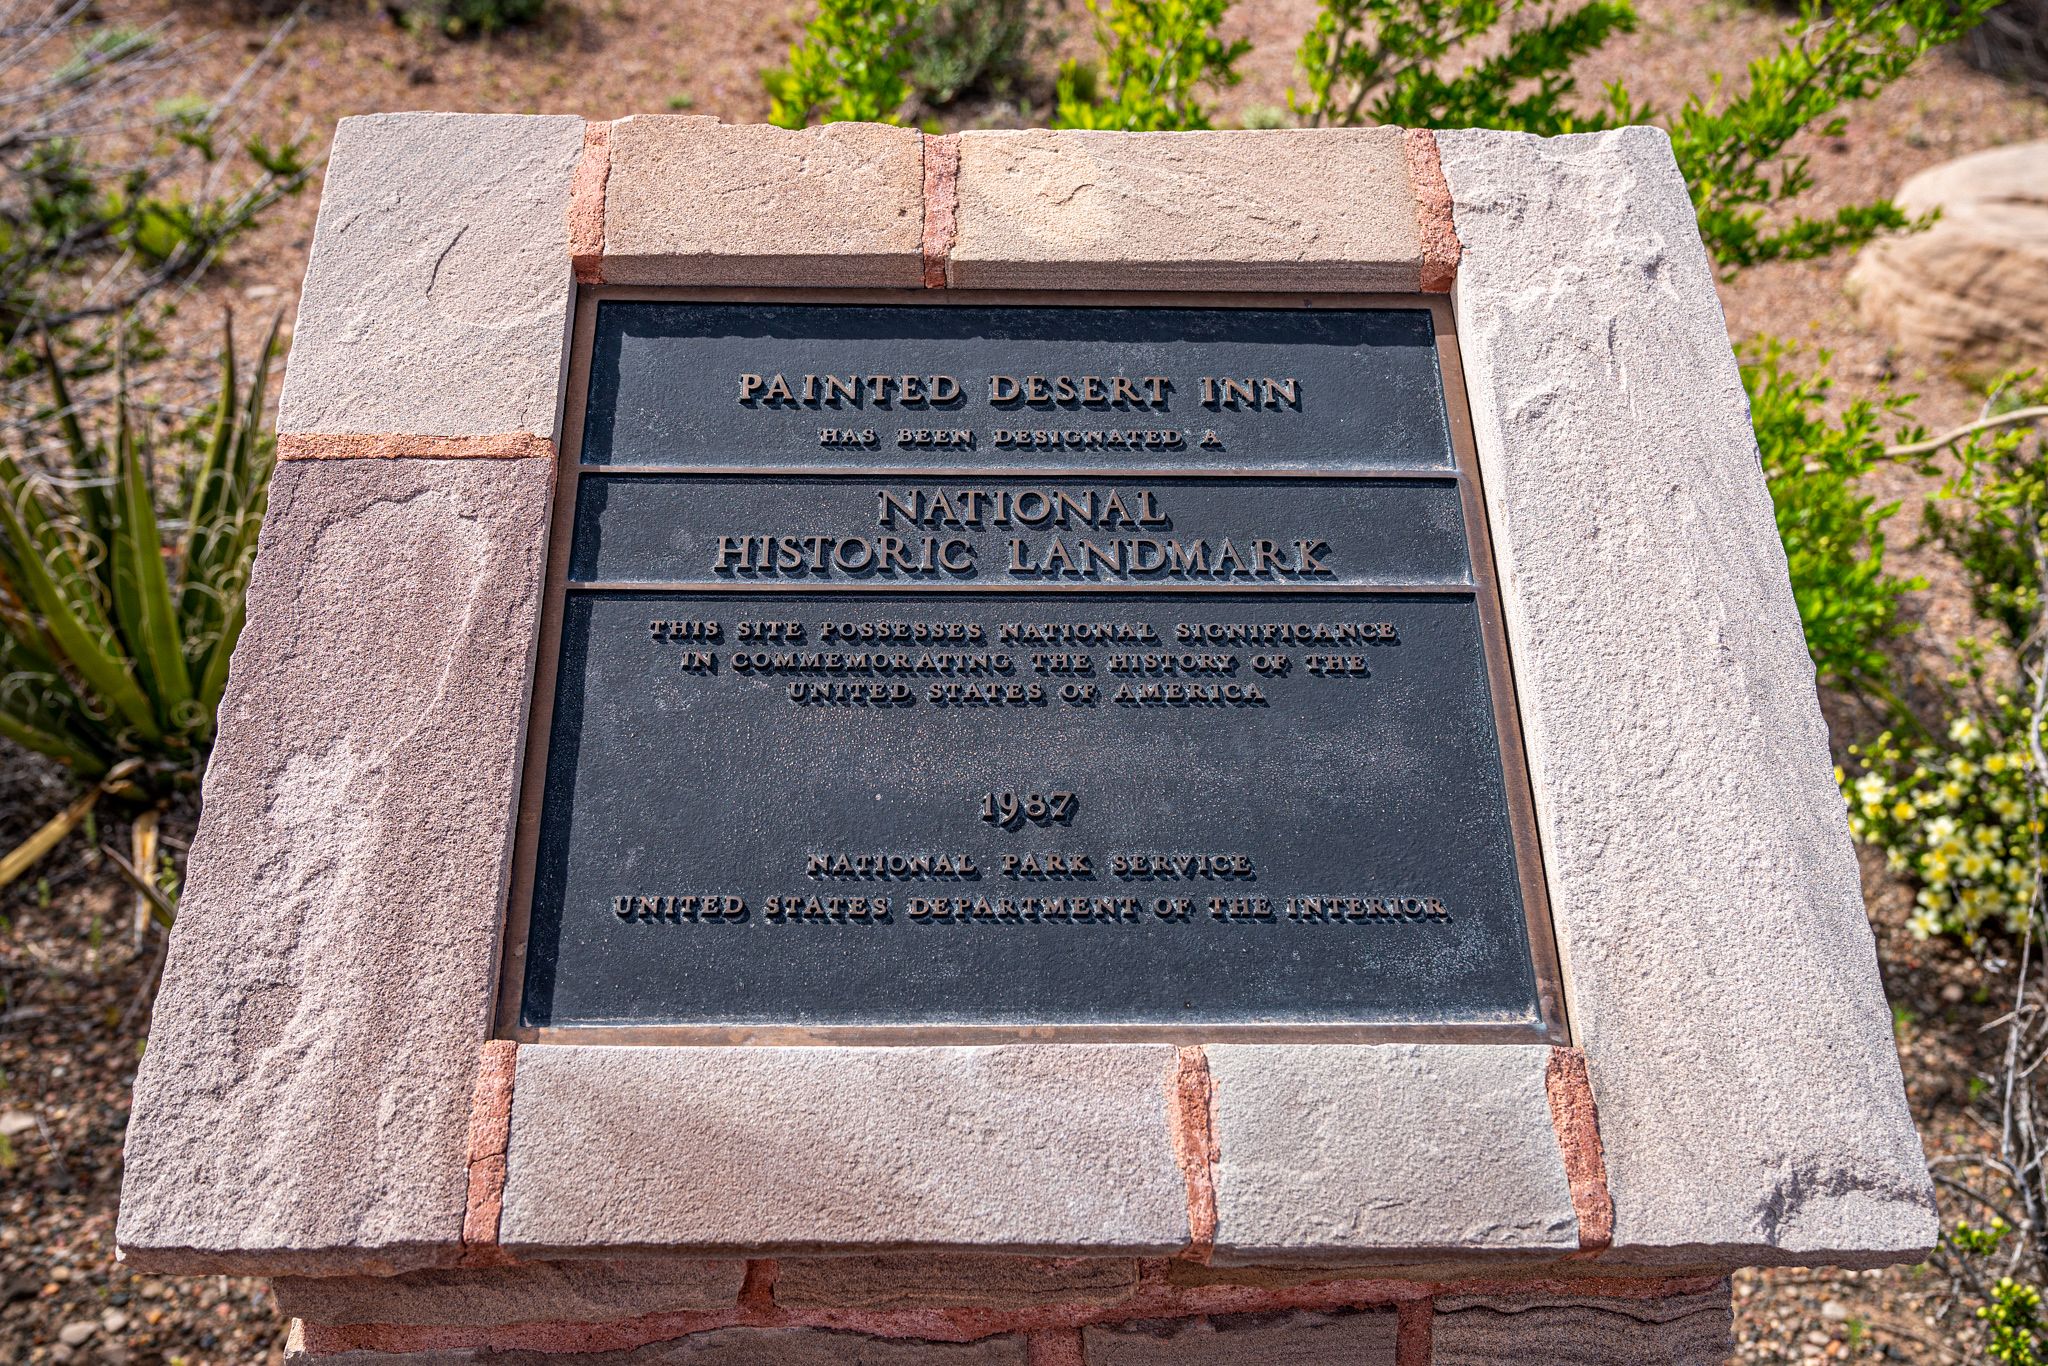 PAINTED DESERT INN
HAS BEEN DESIGNATED A
NATIONAL
HISTORIC LANDMARK
THIS SITE POSSESSES NATIONAL SIGNIFICANCE
IN COMMEMORATING THE HISTORY OF THE
UNITED STATES OF AMERICA
1987
NATIONAL PARK SERVICE
UNITED STATES DEPARTMENT OF THE INTERIOR